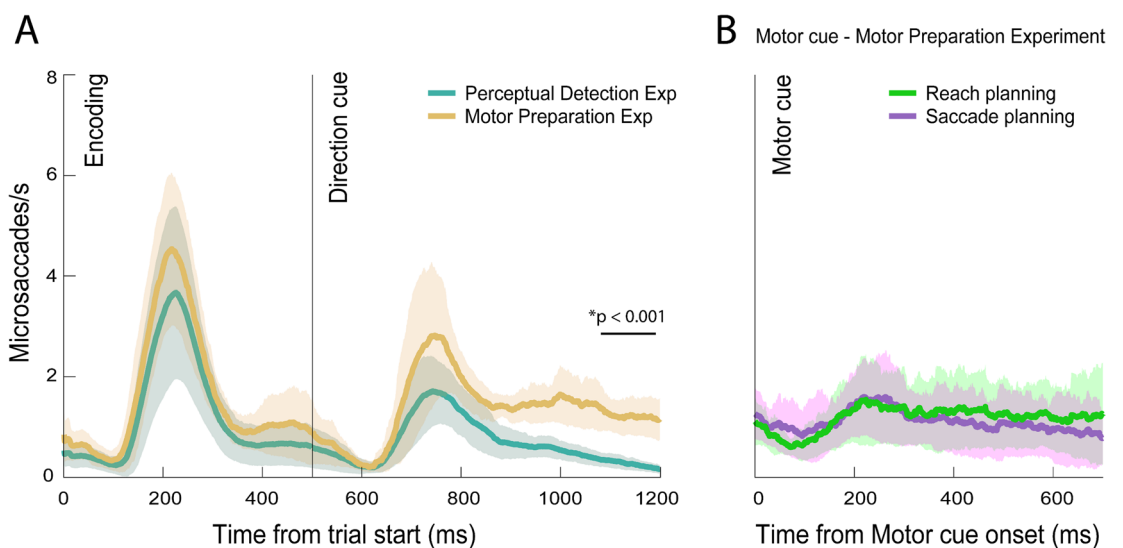 A
B Motor cue - Motor Preparation Experiment
8
6
4
2
0
Microsaccades/s
Encoding
Direction cue
Perceptual Detection Exp
Motor Preparation Exp
*p < 0.001
0 200 400 600 800 1000 1200
Time from trial start (ms)
Motor cue
Reach planning
Saccade planning
0 200 400 600
Time from Motor cue onset (ms)